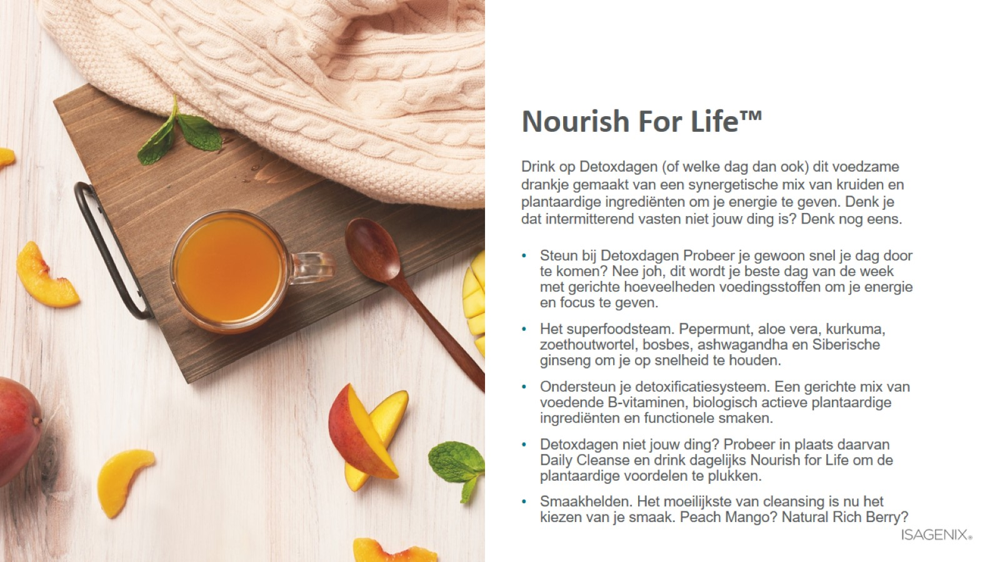 Nourish For Life™
Drink op Detoxdagen (of welke dag dan ook) dit voedzame
drankje gemaakt van een synergetische mix van kruiden en
plantaardige ingrediënten om je energie te geven. Denk je
dat intermitterend vasten niet jouw ding is? Denk nog eens.
• Steun bij Detoxdagen Probeer je gewoon snel je dag door
te komen? Nee joh, dit wordt je beste dag van de week
met gerichte hoeveelheden voedingsstoffen om je energie
en focus te geven.
• Het superfoodsteam. Pepermunt, aloe vera, kurkuma,
zoethoutwortel, bosbes, ashwagandha en Siberische
ginseng om je op snelheid te houden.
• Ondersteun je detoxificatiesysteem. Een gerichte mix van
voedende B-vitaminen, biologisch actieve plantaardige
ingrediënten en functionele smaken.
• Detoxdagen niet jouw ding? Probeer in plaats daarvan
Daily Cleanse en drink dagelijks Nourish for Life om de
plantaardige voordelen te plukken.
• Smaakhelden. Het moeilijkste van cleansing is nu het
kiezen van je smaak. Peach Mango? Natural Rich Berry?
ISAGENIX®